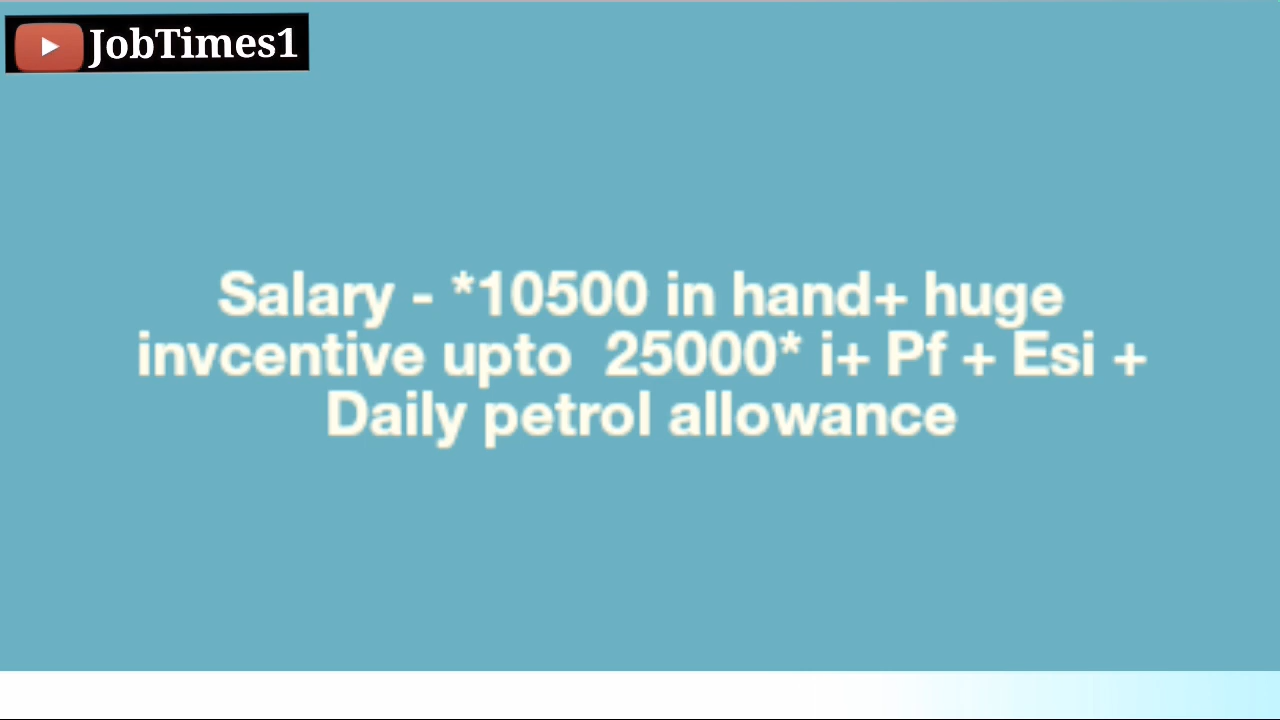 JobTimes1
Salary - *10500 in hand+ huge
invcentive upto  25000* i+ Pf + Esi +
Daily petrol allowance